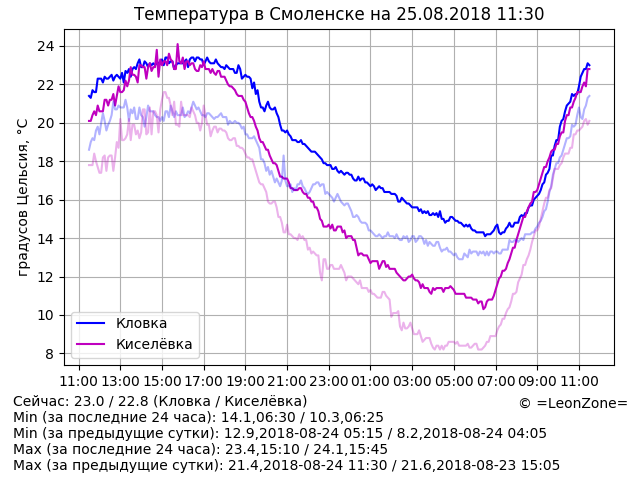 Температура в Смоленске на 25.08.2018 11:30
градусов Цельсия, °C
24
22
20
18
16
14
12
10
8
Кловка
Киселёвка
11:00 13:00 15:00 17:00 19:00 21:00 23:00 01:00 03:00 05:00 07:00 09:00 11:00
Сейчас: 23.0 / 22.8 (Кловка / Киселёвка)
© =LeonZone=
Min (за последние 24 часа): 14.1,06:30 / 10.3,06:25
Min (за предыдущие сутки): 12.9,2018-08-24 05:15 / 8.2,2018-08-24 04:05
Max (за последние 24 часа): 23.4,15:10 / 24.1,15:45
Max (за предыдущие сутки): 21.4,2018-08-24 11:30 / 21.6,2018-08-23 15:05